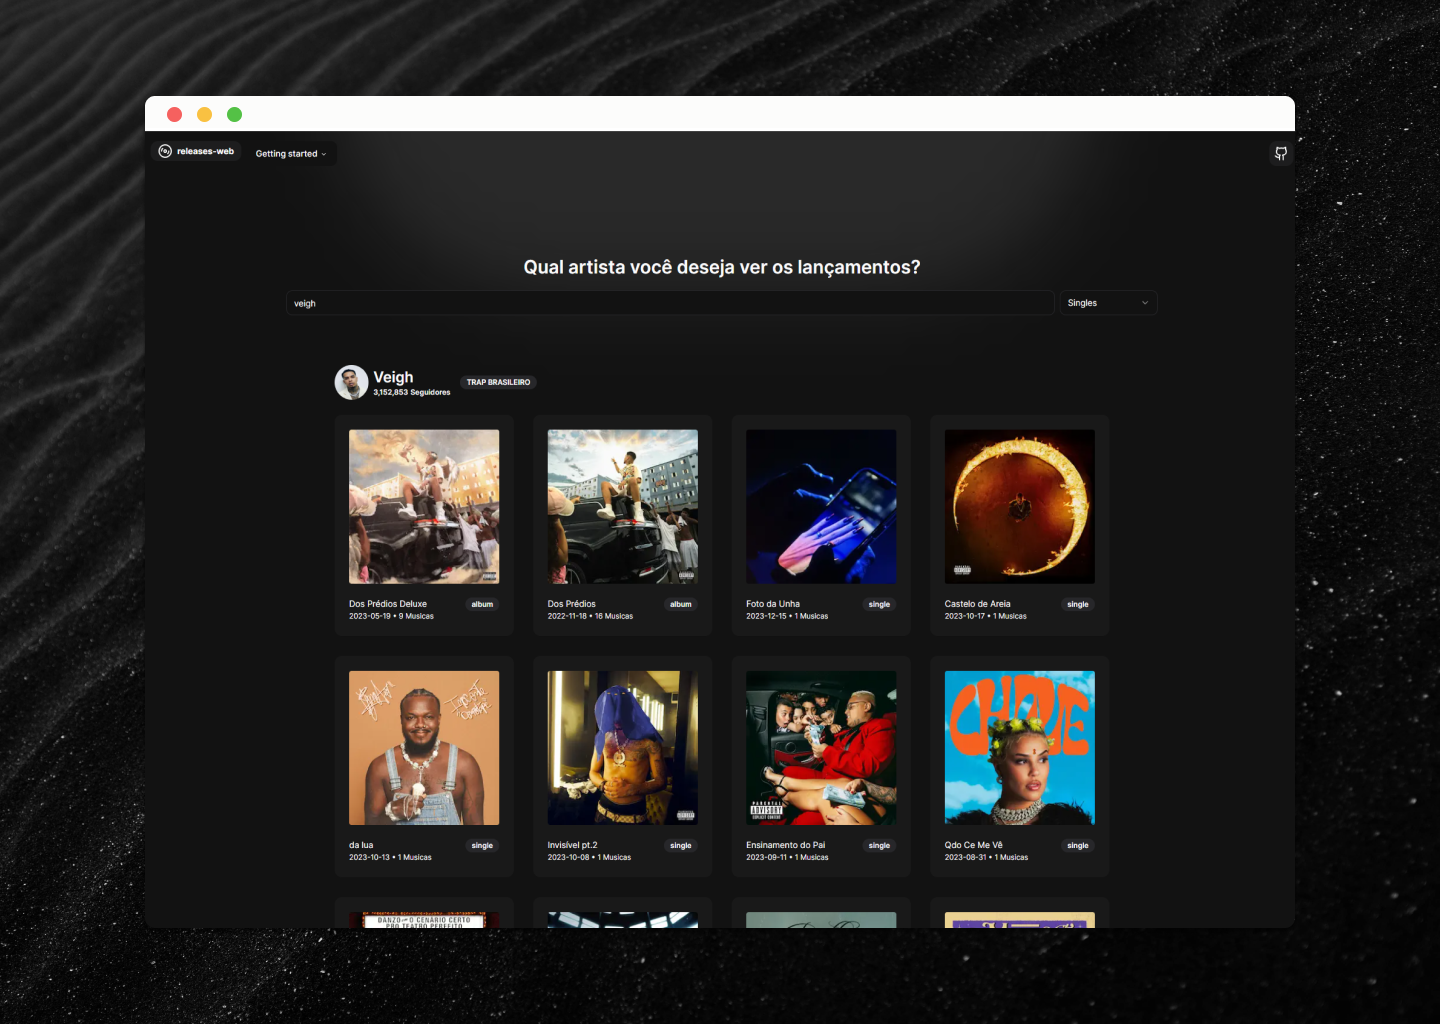 releases-web
Getting started
Qual artista você deseja ver os lançamentos?
veigh
Singles
Veigh
3,152,853 Seguidores
TRAP BRASILEIRO
Dos Prédios Deluxe
album
2023-05-19 • 9 Musicas
Dos Prédios
album
2022-11-18 • 16 Musicas
Foto da Unha
single
2023-12-15 • 1 Musicas
Castelo de Areia
single
2023-10-17 • 1 Musicas
PARENTAL
ADVISORY
EXPLICIT CONTENT
da lua
single
2023-10-13 • 1 Musicas
Invisível pt.2
single
2023-10-08 • 1 Musicas
Ensinamento do Pai
single
2023-09-11 • 1 Musicas
Qdo Ce Me Vê
single
2023-08-31 • 1 Musicas
DANZO
O CENÁRIO CERTO
PRO TEATRO PERFEITO